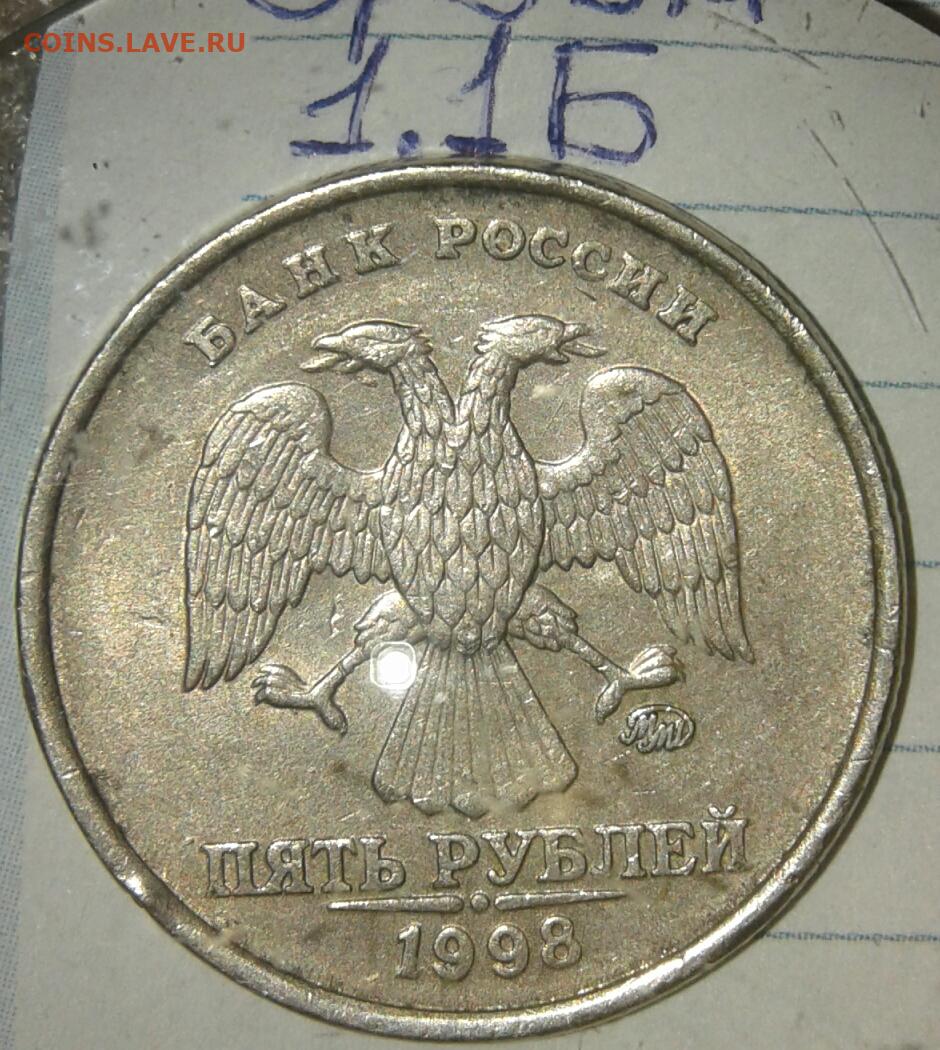 COINS.LAVE.RU
1.1Б
БАНК РОССИИ
ММД
ПЯТЬ РУБЛЕЙ
1998